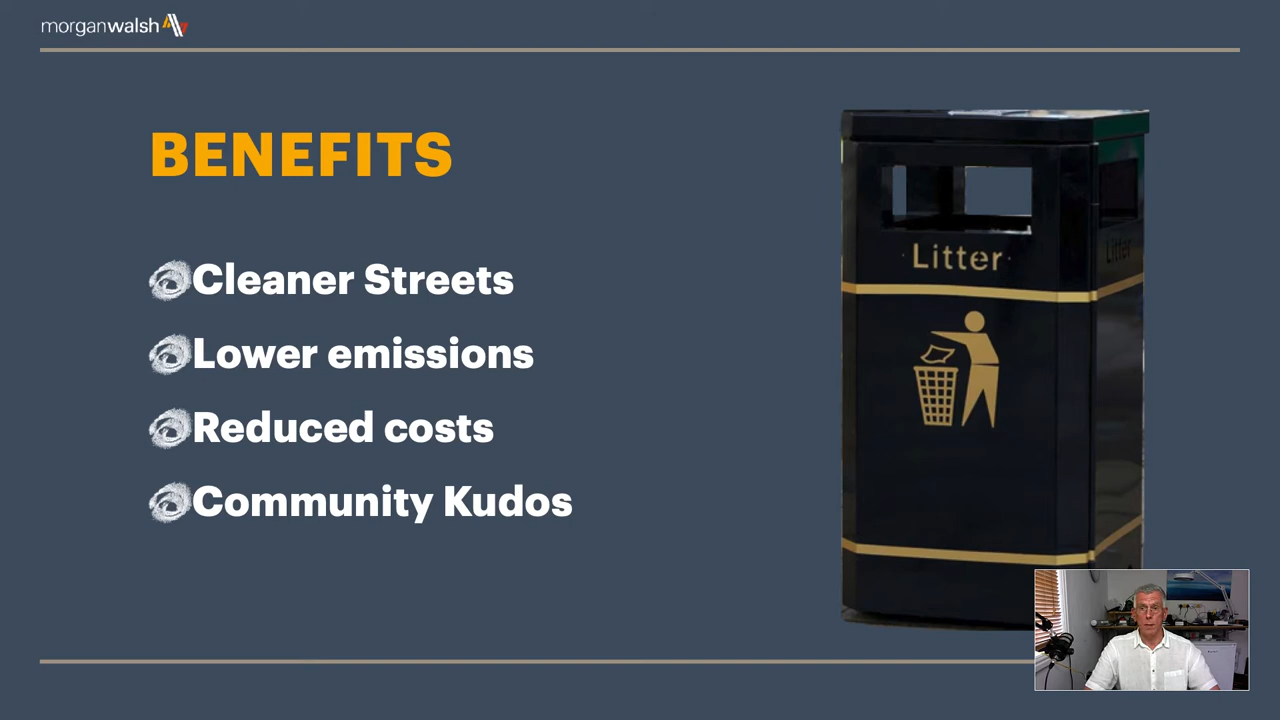 morganwalsh
BENEFITS
Cleaner Streets
Lower emissions
Reduced costs
Community Kudos
Litter
Litter